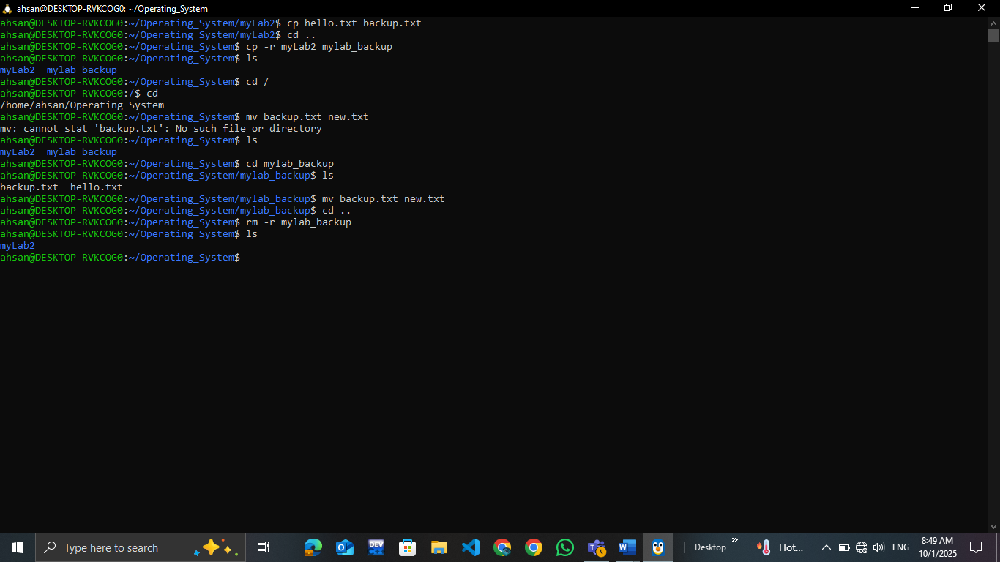 ahsan@DESKTOP-RVKCOG0: ~/Operating_System
ahsan@DESKTOP-RVKCOG0:~/Operating_System/myLab2$ cp hello.txt backup.txt
ahsan@DESKTOP-RVKCOG0:~/Operating_System/myLab2$ cd ..
ahsan@DESKTOP-RVKCOG0:~/Operating_System$ cp -r myLab2 mylab_backup
ahsan@DESKTOP-RVKCOG0:~/Operating_System$ ls
myLab2  mylab_backup
ahsan@DESKTOP-RVKCOG0:~/Operating_System$ cd /
ahsan@DESKTOP-RVKCOG0:/$ cd -
/home/ahsan/Operating_System
ahsan@DESKTOP-RVKCOG0:~/Operating_System$ mv backup.txt new.txt
mv: cannot stat 'backup.txt': No such file or directory
ahsan@DESKTOP-RVKCOG0:~/Operating_System$ ls
myLab2  mylab_backup
ahsan@DESKTOP-RVKCOG0:~/Operating_System$ cd mylab_backup
ahsan@DESKTOP-RVKCOG0:~/Operating_System/mylab_backup$ ls
backup.txt  hello.txt
ahsan@DESKTOP-RVKCOG0:~/Operating_System/mylab_backup$ mv backup.txt new.txt
ahsan@DESKTOP-RVKCOG0:~/Operating_System/mylab_backup$ cd ..
ahsan@DESKTOP-RVKCOG0:~/Operating_System$ rm -r mylab_backup
ahsan@DESKTOP-RVKCOG0:~/Operating_System$ ls
myLab2
ahsan@DESKTOP-RVKCOG0:~/Operating_System$
Type here to search
DEV
Desktop
Hot...
ENG
8:49 AM
10/1/2025